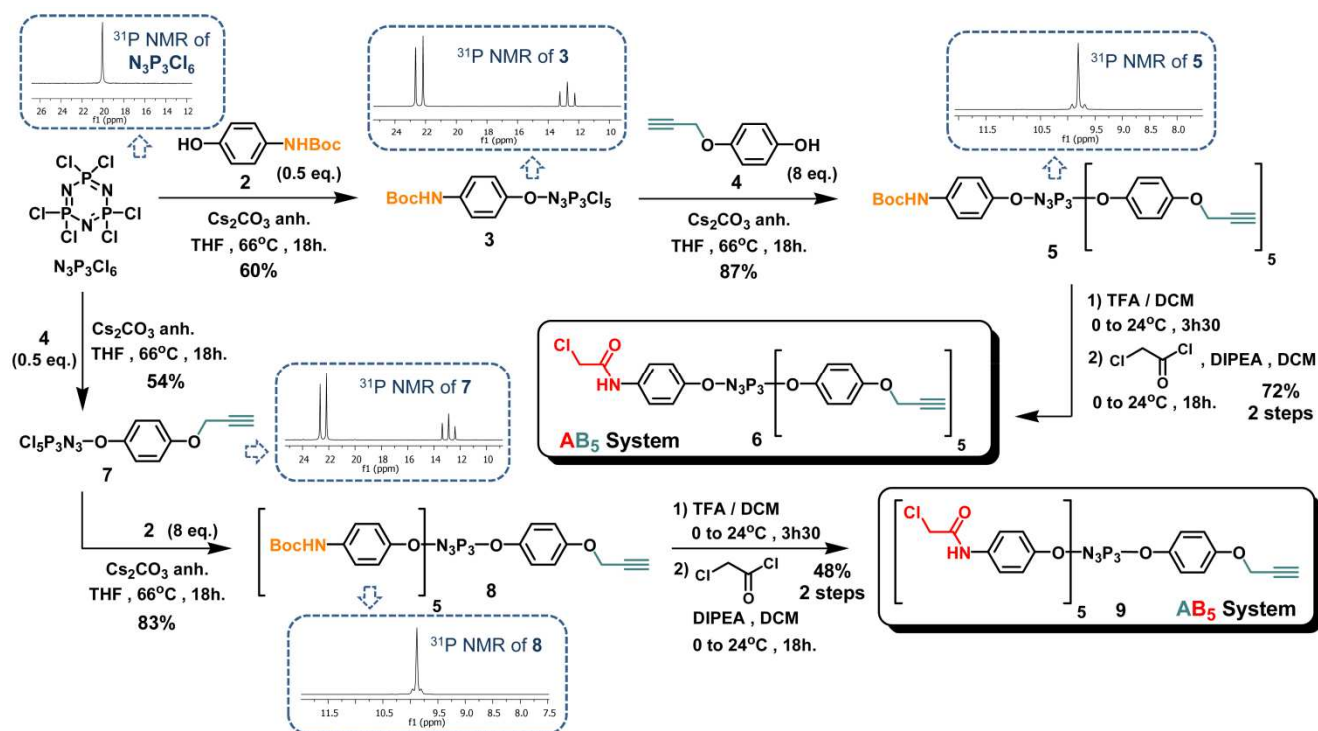 ³¹P NMR of
N₃P₃Cl₆
26 24 22 20 18 16 14 12
f1 (ppm)
³¹P NMR of 3
24 22 20 18 16 14 12 10
f1 (ppm)
³¹P NMR of 5
11.5 10.5 9.5 9.0 8.5 8.0
f1 (ppm)
Cl Cl
P
N N
Cl P P Cl
Cl N Cl
N₃P₃Cl₆
HO NHBoc
2 (0.5 eq.)
Cs₂CO₃ anh.
THF , 66°C , 18h.
60%
BocHN O N₃P₃Cl₅
3
O OH
4 (8 eq.)
Cs₂CO₃ anh.
THF , 66°C , 18h.
87%
BocHN O N₃P₃ O O
5 5
4
(0.5 eq.)
Cs₂CO₃ anh.
THF , 66°C , 18h.
54%
1) TFA / DCM
0 to 24°C , 3h30
2) Cl O Cl , DIPEA , DCM
0 to 24°C , 18h.
72%
2 steps
Cl O
HN O N₃P₃ O O
AB₅ System 6 5
³¹P NMR of 7
24 22 20 18 16 14 12 10 8
f1 (ppm)
Cl₅P₃N₃ O O
7
2 (8 eq.)
Cs₂CO₃ anh.
THF , 66°C , 18h.
83%
BocHN O N₃P₃ O O
5 8
1) TFA / DCM
0 to 24°C , 3h30
2) Cl Cl O
48%
2 steps
DIPEA , DCM
0 to 24°C , 18h.
Cl O
HN O N₃P₃ O O
5 9 AB₅ System
³¹P NMR of 8
11.5 10.5 9.5 9.0 8.5 8.0 7.5
f1 (ppm)